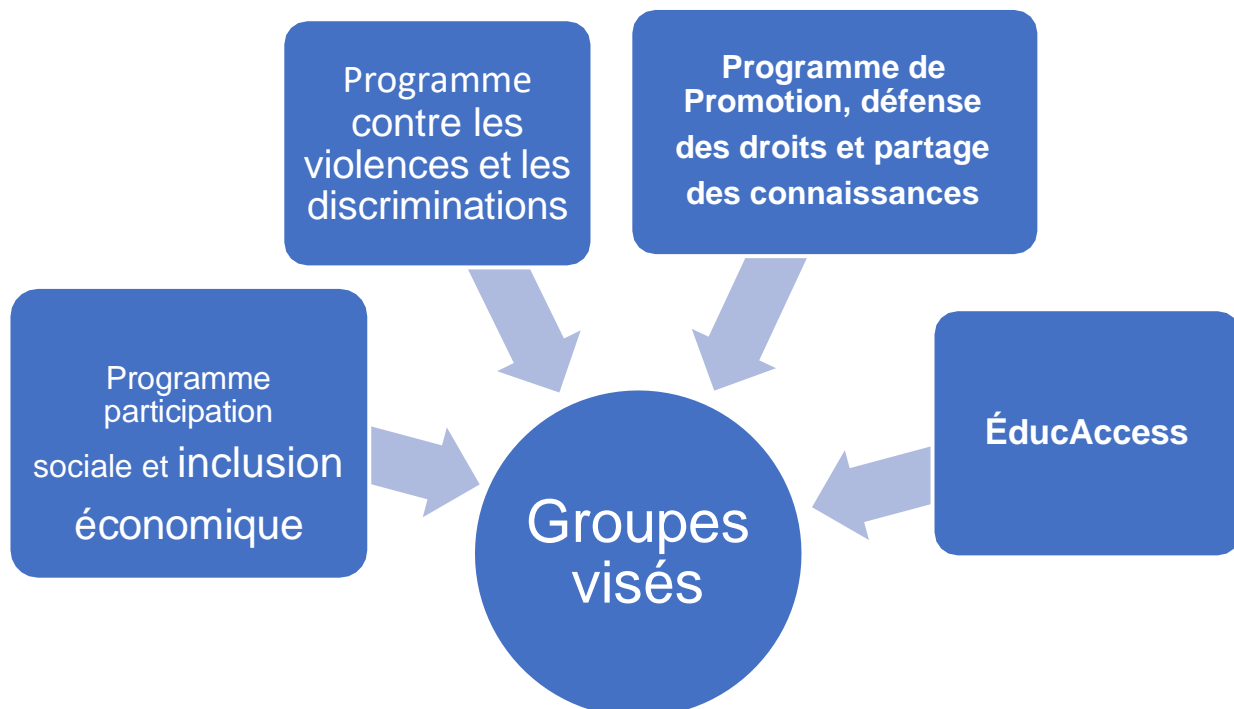 Programme
contre les
violences et les
discriminations
Programme de
Promotion, défense
des droits et partage
des connaissances
Programme
participation
sociale et inclusion
économique
ÉducAccess
Groupes
visés